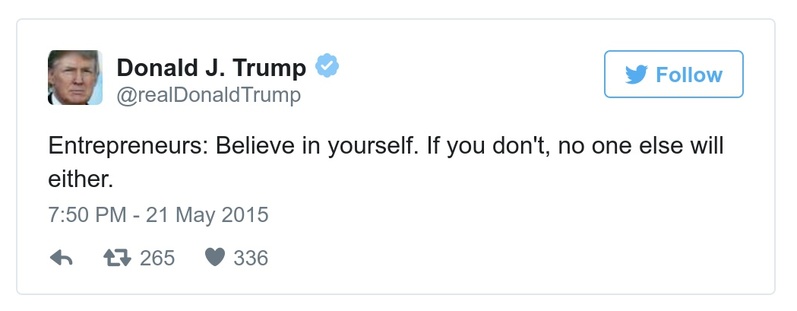 Donald J. Trump
@realDonaldTrump
Follow
Entrepreneurs: Believe in yourself. If you don't, no one else will
either.
7:50 PM - 21 May 2015
265 336